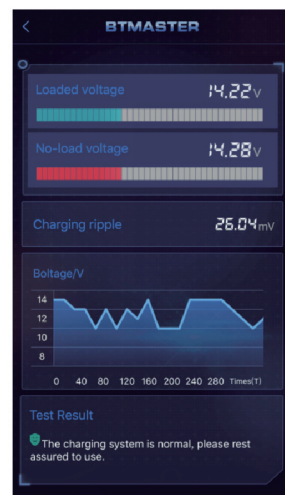 BTMASTER
Loaded voltage 14.22V
No-load voltage 14.28V
Charging ripple 26.04mV
Boltage/V
14
12
10
8
0 40 80 120 160 200 240 280 Times(T)
Test Result
The charging system is normal, please rest
assured to use.